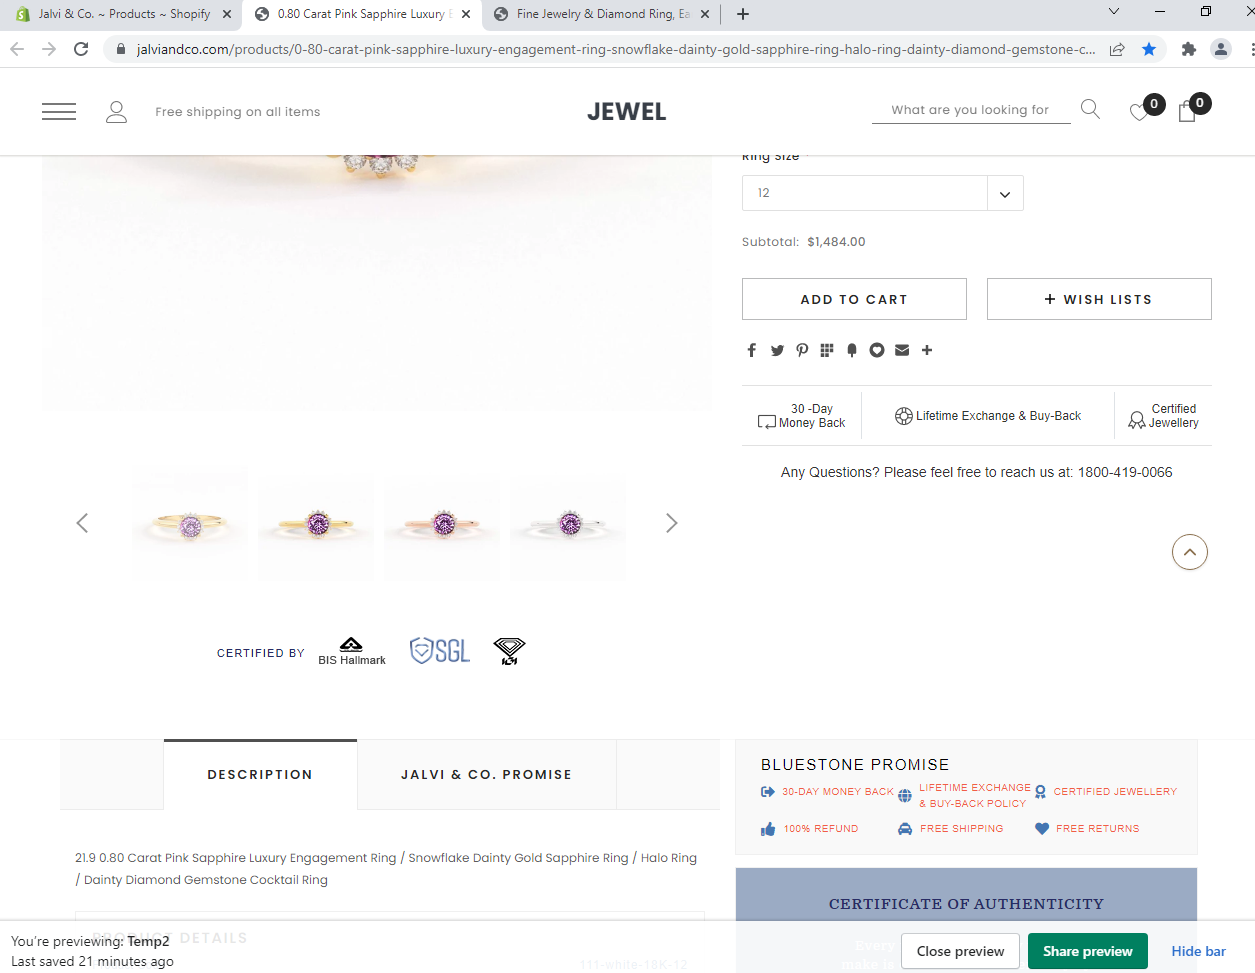 Jalvi & Co. ~ Products ~ Shopify
0.80 Carat Pink Sapphire Luxury E
Fine Jewelry & Diamond Ring, Ea
jalviandco.com/products/0-80-carat-pink-sapphire-luxury-engagement-ring-snowflake-dainty-gold-sapphire-ring-halo-ring-dainty-diamond-gemstone-c...
Free shipping on all items
JEWEL
What are you looking for
0
0
Ring Size
12
Subtotal: $1,484.00
ADD TO CART
+ WISH LISTS
30 -Day
Money Back
Lifetime Exchange & Buy-Back
Certified
Jewellery
Any Questions? Please feel free to reach us at: 1800-419-0066
CERTIFIED BY
BIS Hallmark
SGL
DESCRIPTION
JALVI & CO. PROMISE
21.9 0.80 Carat Pink Sapphire Luxury Engagement Ring / Snowflake Dainty Gold Sapphire Ring / Halo Ring
/ Dainty Diamond Gemstone Cocktail Ring
BLUESTONE PROMISE
30-DAY MONEY BACK
LIFETIME EXCHANGE
& BUY-BACK POLICY
CERTIFIED JEWELLERY
100% REFUND
FREE SHIPPING
FREE RETURNS
CERTIFICATE OF AUTHENTICITY
PRODUCT DETAILS
111-white-18K-12
Every
make is
You're previewing: Temp2
Last saved 21 minutes ago
Close preview
Share preview
Hide bar